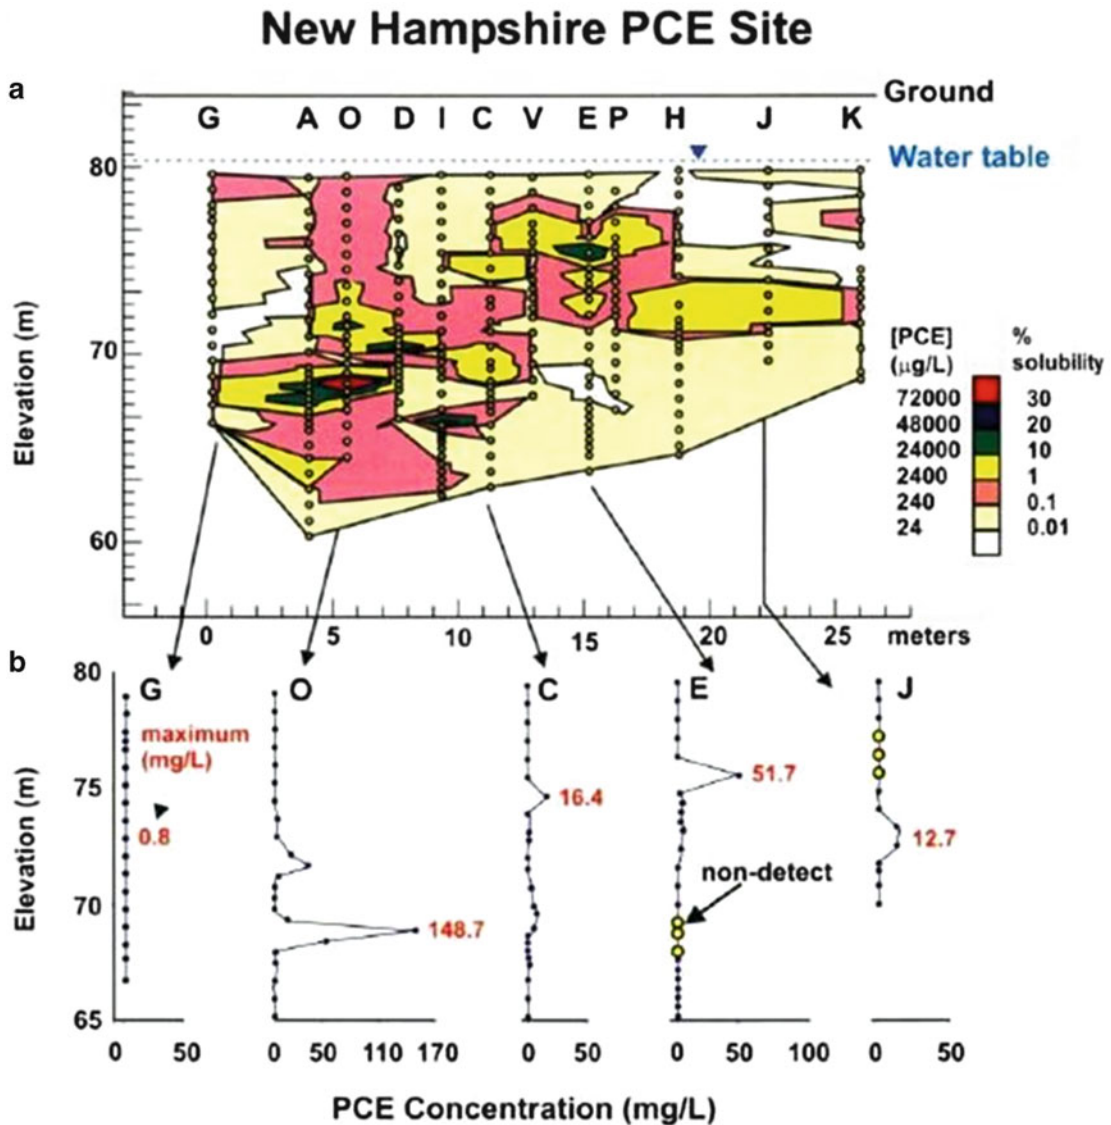 New Hampshire PCE Site
a
Ground
G A O D I C V E P H J K
Water table
80
70
60
Elevation (m)
[PCE] %
(µg/L) solubility
72000 30
48000 20
24000 10
2400 1
240 0.1
24 0.01
0 5 10 15 20 25 meters
b
80
75
70
65
Elevation (m)
G O C E J
maximum
(mg/L)
0.8
148.7
16.4
51.7
non-detect
12.7
0 50 0 50 110 170 0 50 0 50 100 0 50
PCE Concentration (mg/L)